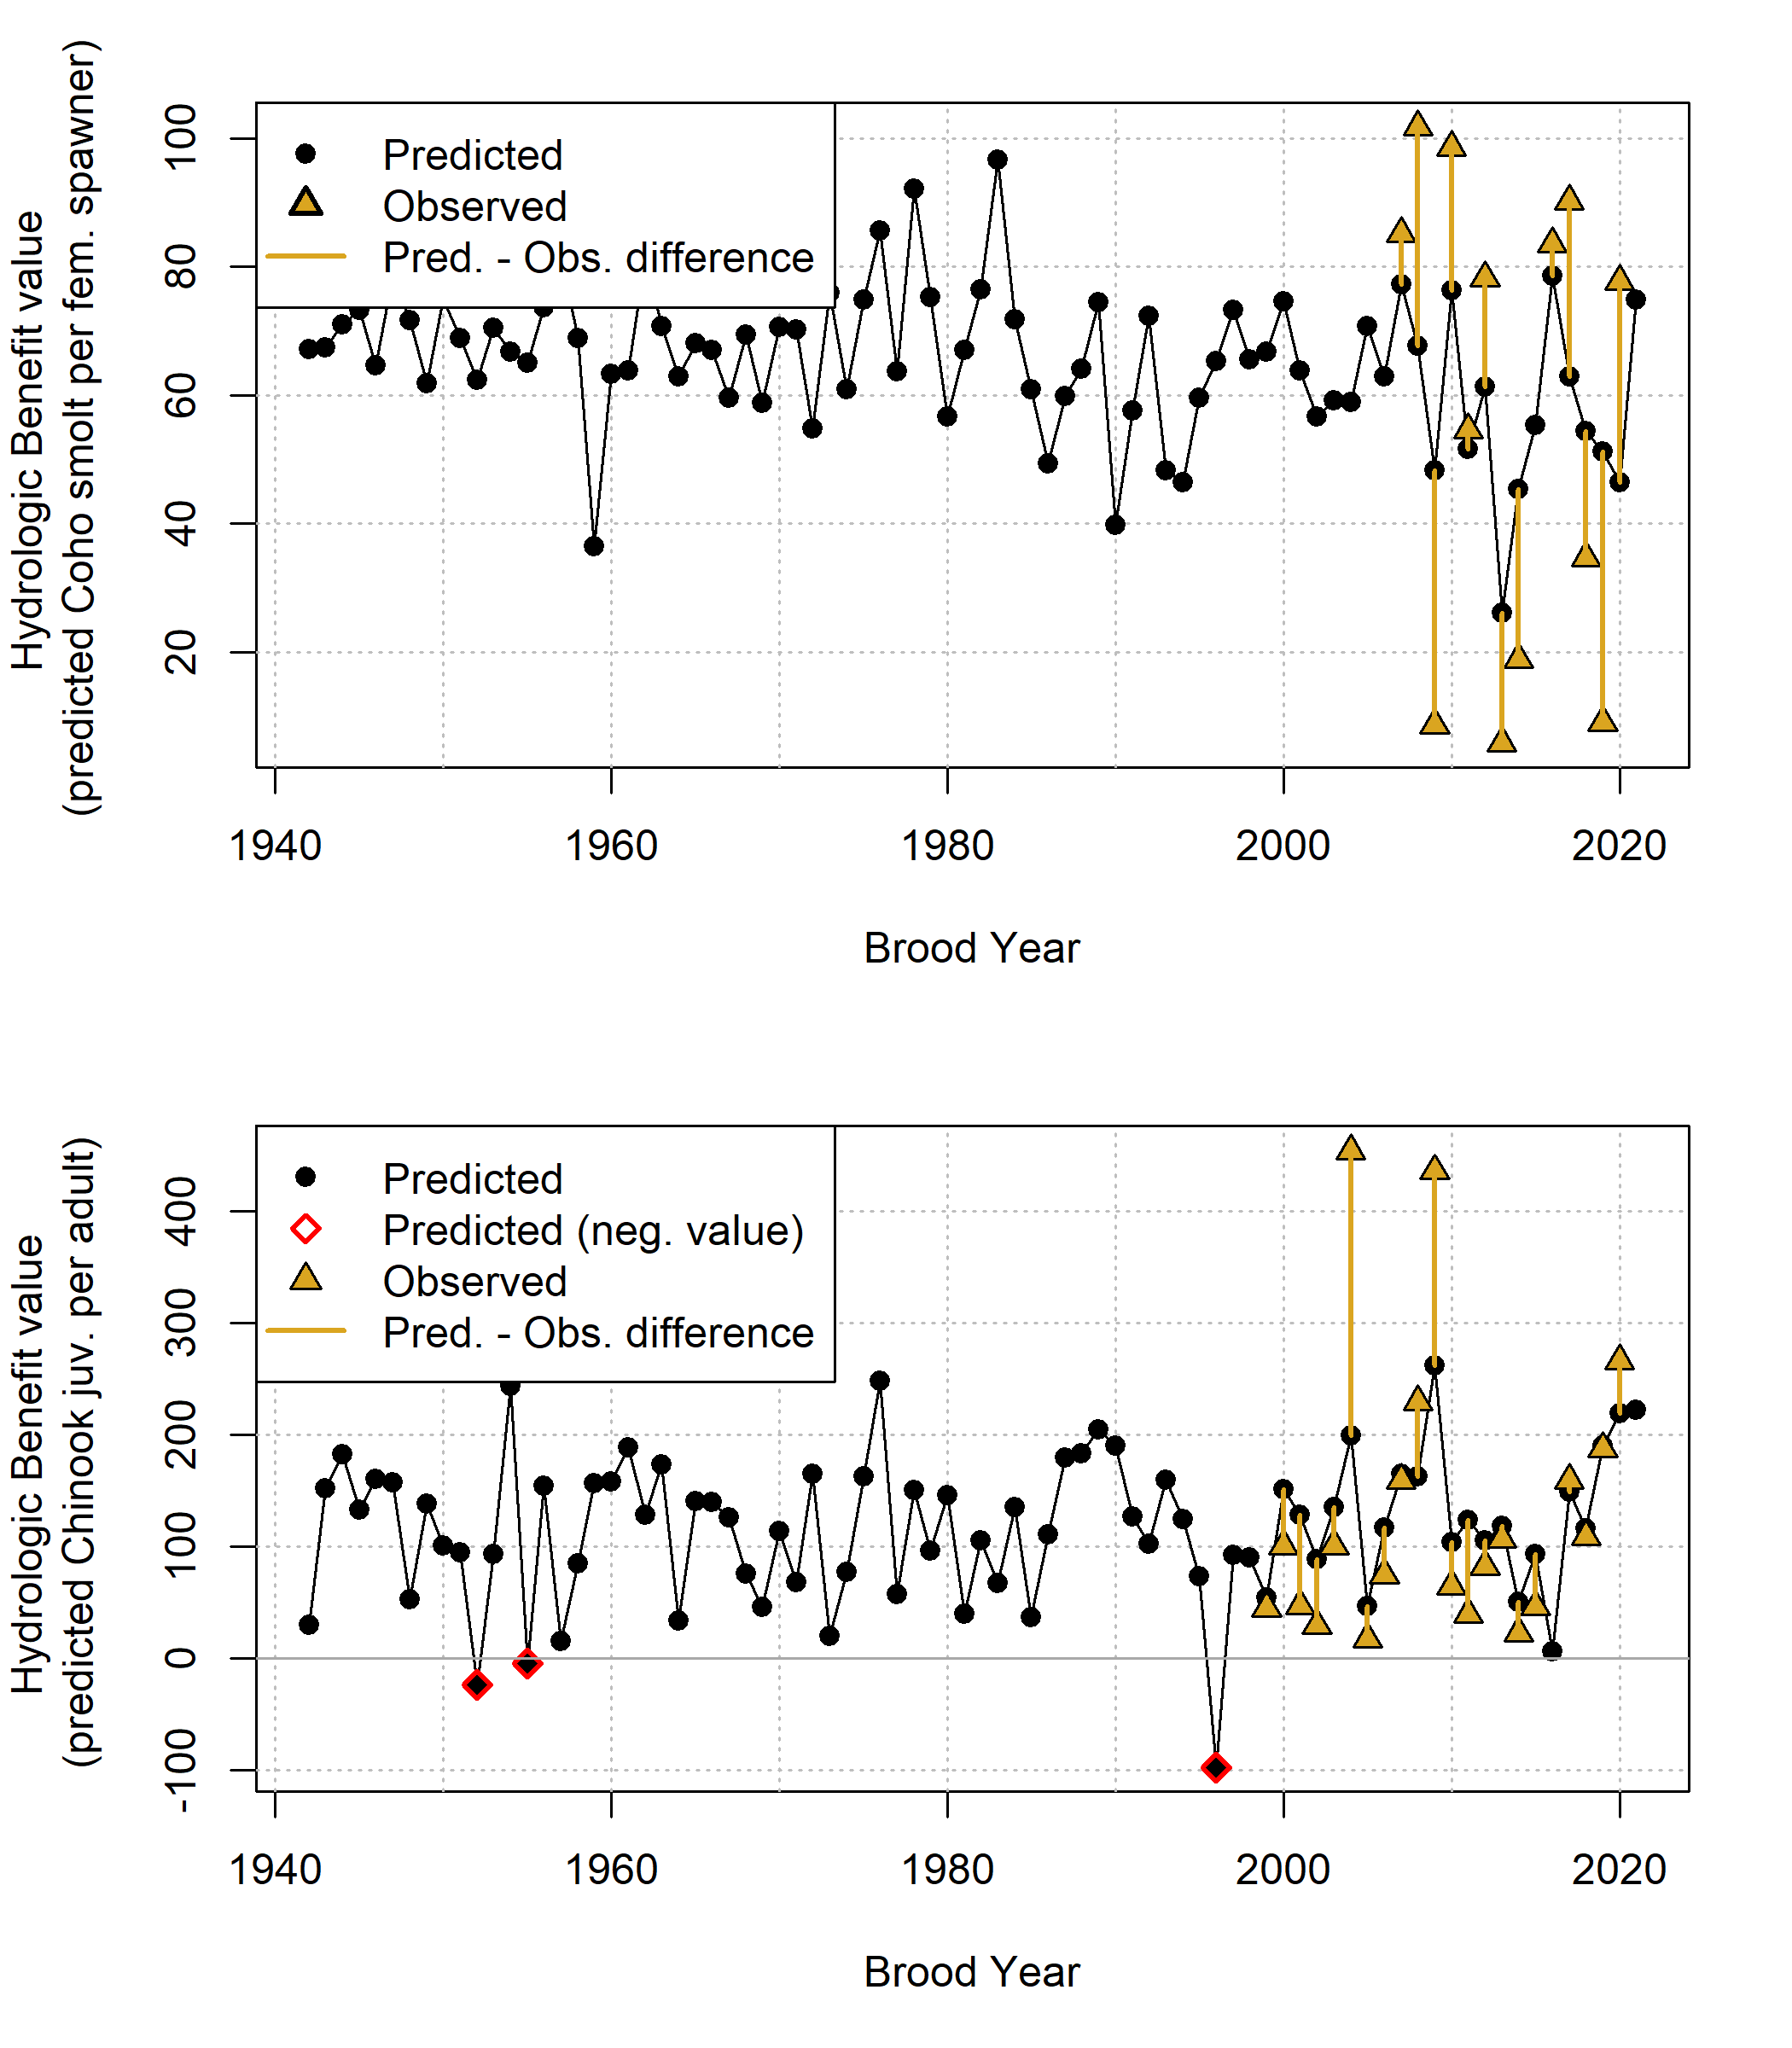 Hydrologic Benefit value
(predicted Coho smolt per fem. spawner)
100
80
60
40
20
Predicted
Observed
Pred. - Obs. difference
1940 1960 1980 2000 2020
Brood Year
Hydrologic Benefit value
(predicted Chinook juv. per adult)
400
300
200
100
0
-100
Predicted
Predicted (neg. value)
Observed
Pred. - Obs. difference
1940 1960 1980 2000 2020
Brood Year